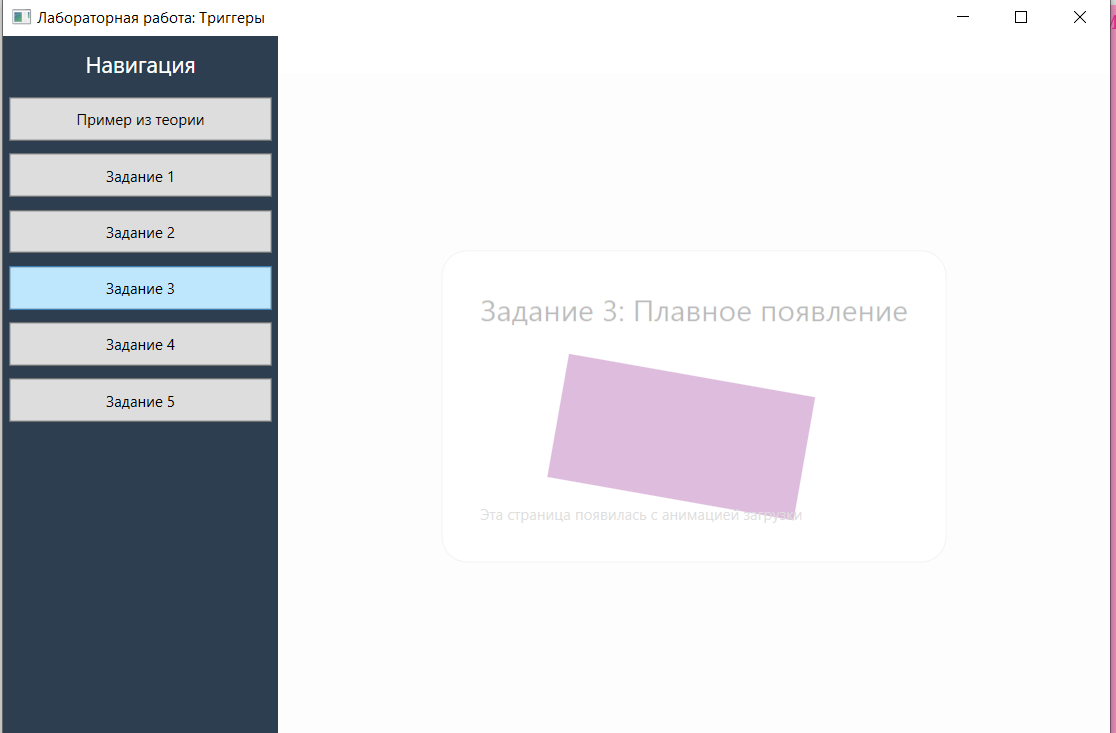 Лабораторная работа: Триггеры
Навигация
Пример из теории
Задание 1
Задание 2
Задание 3
Задание 4
Задание 5
Задание 3: Плавное появление
Эта страница появилась с анимацией загрузки